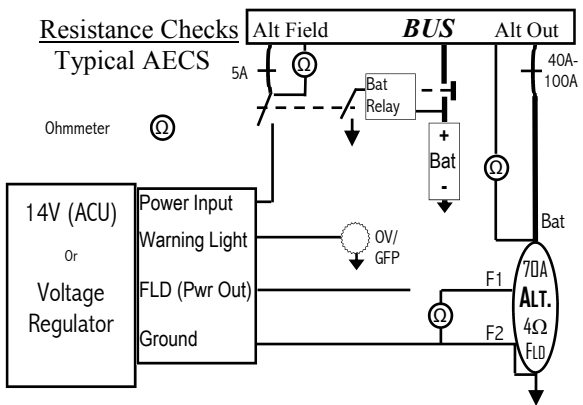 Resistance Checks
Typical AECS
Alt Field
BUS
Alt Out
5A
Ω
40A-
100A
Bat
Relay
Ohmmeter
Ω
+
Bat
-
Ω
14V (ACU)
Or
Voltage
Regulator
Power Input
Warning Light
FLD (Pwr Out)
Ground
OV/
GFP
Bat
F1
Ω
F2
70A
ALT.
4Ω
FLD